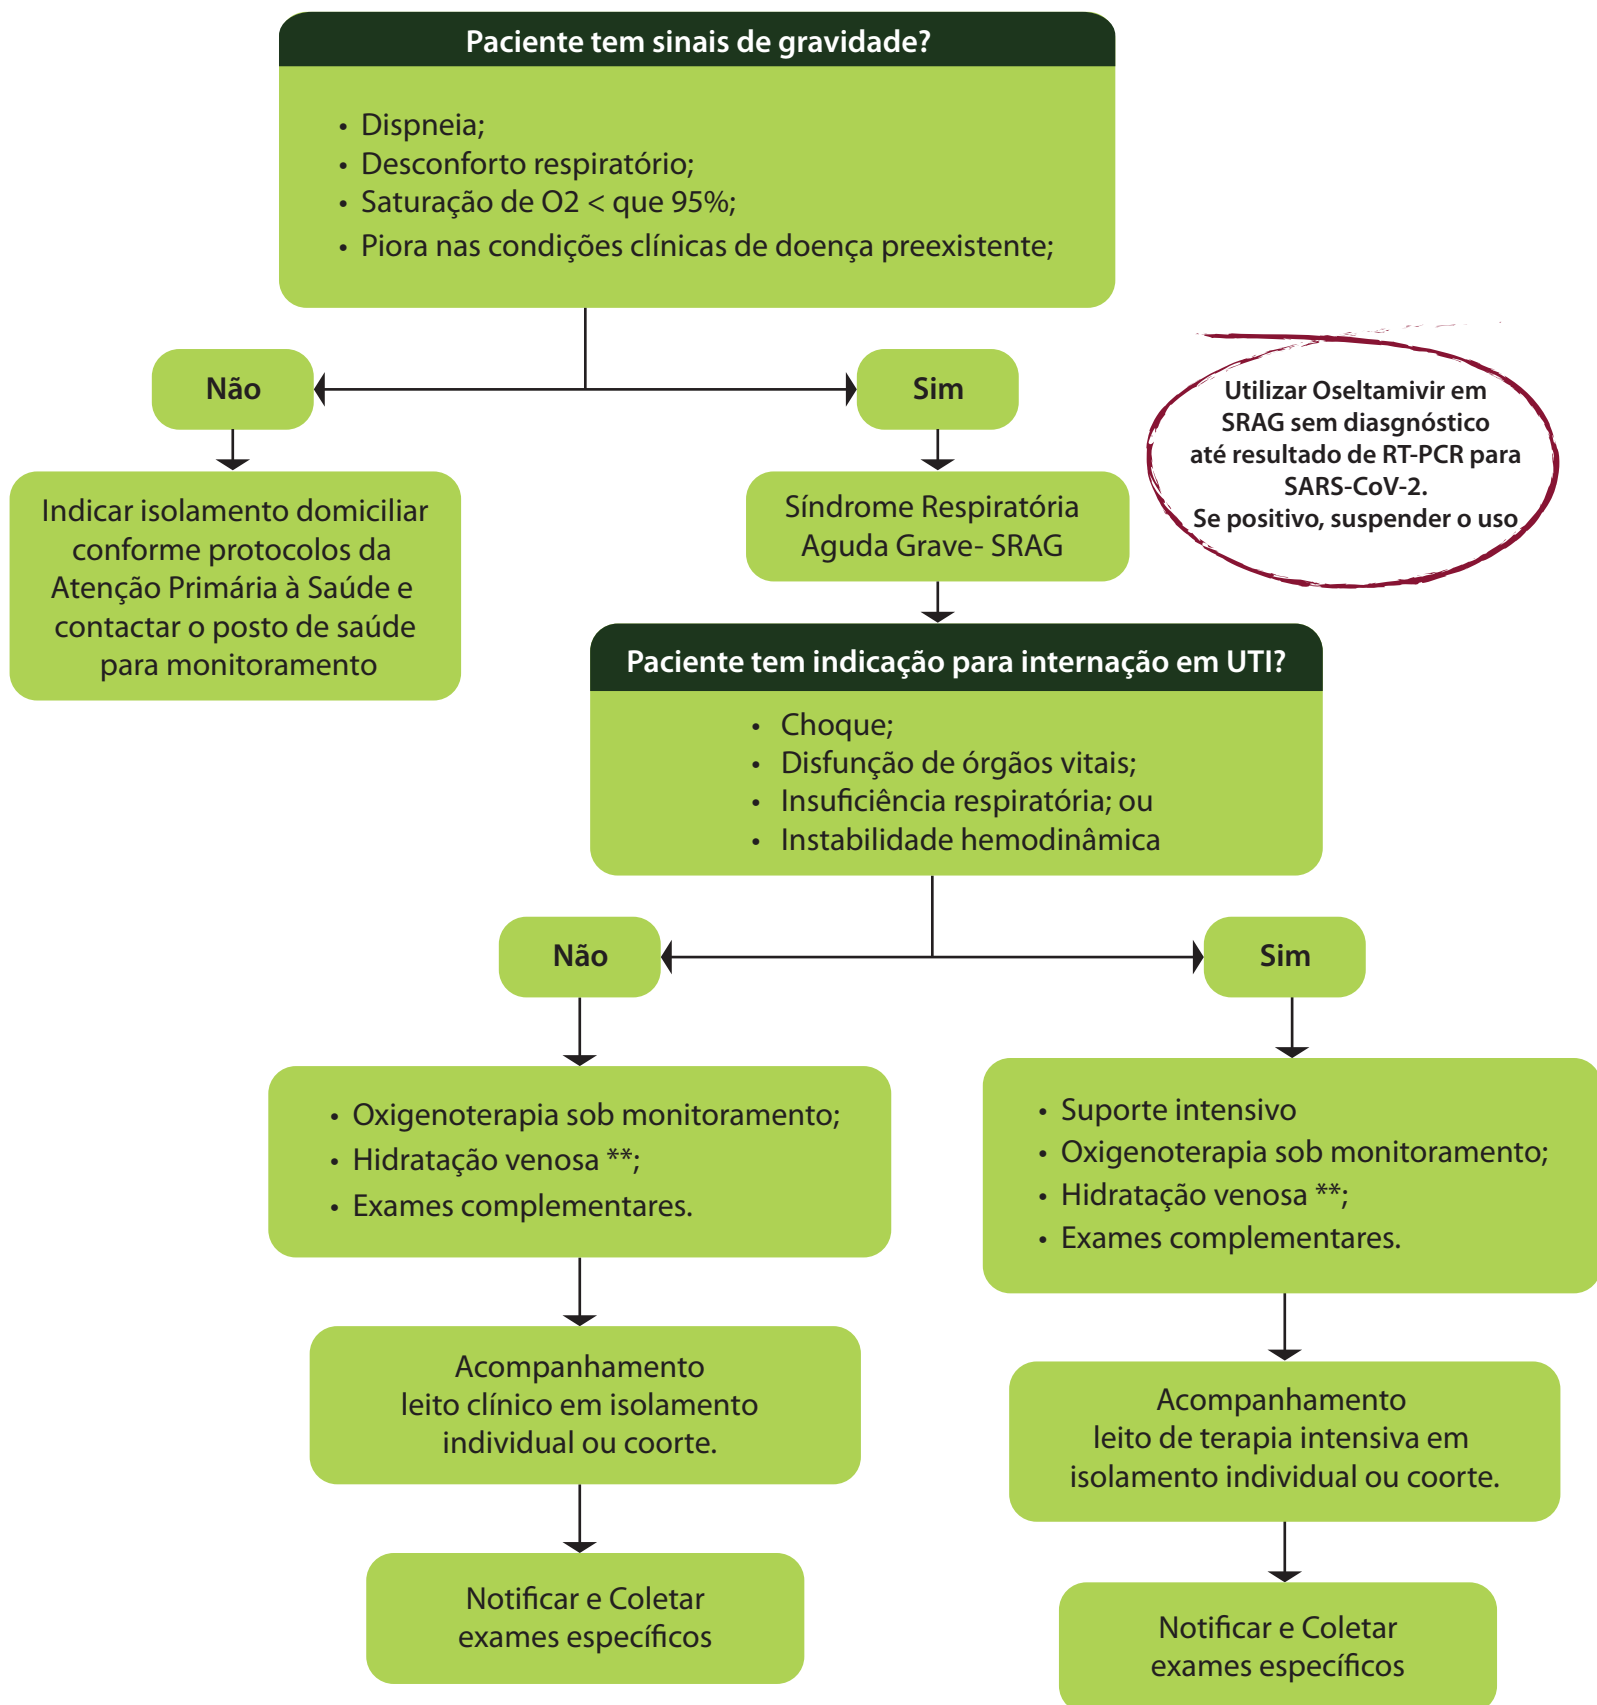 Paciente tem sinais de gravidade?
• Dispneia;
• Desconforto respiratório;
• Saturação de O2 < que 95%;
• Piora nas condições clínicas de doença preexistente;
Não
Sim
Utilizar Oseltamivir em
SRAG sem diasgnóstico
até resultado de RT-PCR para
SARS-CoV-2.
Se positivo, suspender o uso
Indicar isolamento domiciliar
conforme protocolos da
Atenção Primária à Saúde e
contactar o posto de saúde
para monitoramento
Síndrome Respiratória
Aguda Grave- SRAG
Paciente tem indicação para internação em UTI?
• Choque;
• Disfunção de órgãos vitais;
• Insuficiência respiratória; ou
• Instabilidade hemodinâmica
Não
Sim
• Oxigenoterapia sob monitoramento;
• Hidratação venosa **;
• Exames complementares.
• Suporte intensivo
• Oxigenoterapia sob monitoramento;
• Hidratação venosa **;
• Exames complementares.
Acompanhamento
leito clínico em isolamento
individual ou coorte.
Acompanhamento
leito de terapia intensiva em
isolamento individual ou coorte.
Notificar e Coletar
exames específicos
Notificar e Coletar
exames específicos